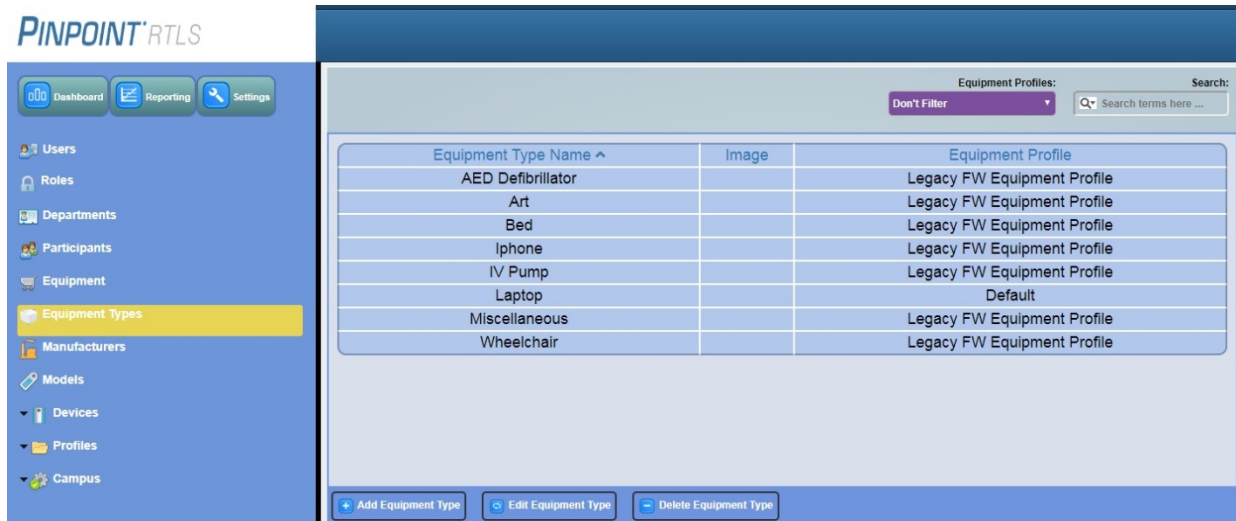 PINPOINT RTLS
Dashboard Reporting Settings
Users
Roles
Departments
Participants
Equipment
Equipment Types
Manufacturers
Models
Devices
Profiles
Campus
Equipment Profiles: Search:
Don't Filter Search terms here ...
Equipment Type Name Image Equipment Profile
AED Defibrillator Legacy FW Equipment Profile
Art Legacy FW Equipment Profile
Bed Legacy FW Equipment Profile
Iphone Legacy FW Equipment Profile
IV Pump Legacy FW Equipment Profile
Laptop Default
Miscellaneous Legacy FW Equipment Profile
Wheelchair Legacy FW Equipment Profile
Add Equipment Type Edit Equipment Type Delete Equipment Type